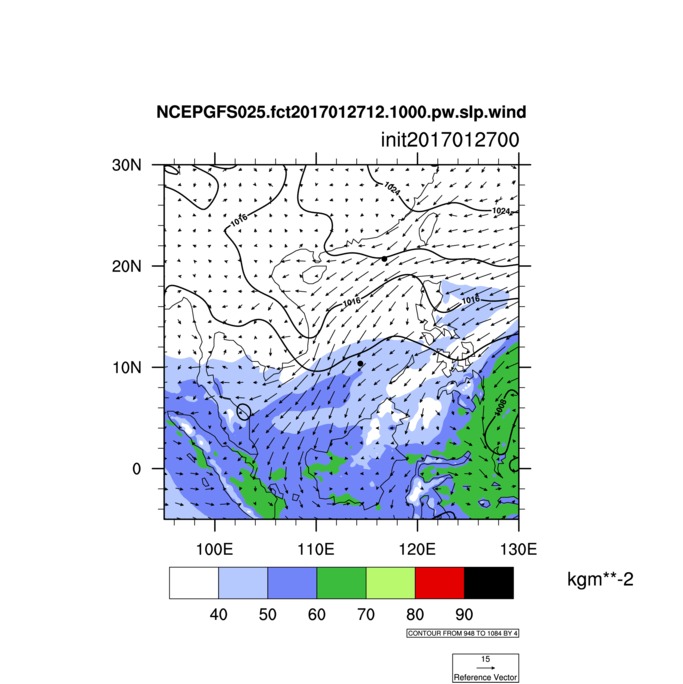 NCEPGFS025.fct2017012712.1000.pw.slp.wind
init2017012700
30N
20N
10N
0
1024
1024
1016
1016
1016
1008
100E 110E 120E 130E
kgm**-2
40 50 60 70 80 90
CONTOUR FROM 948 TO 1084 BY 4
15
Reference Vector